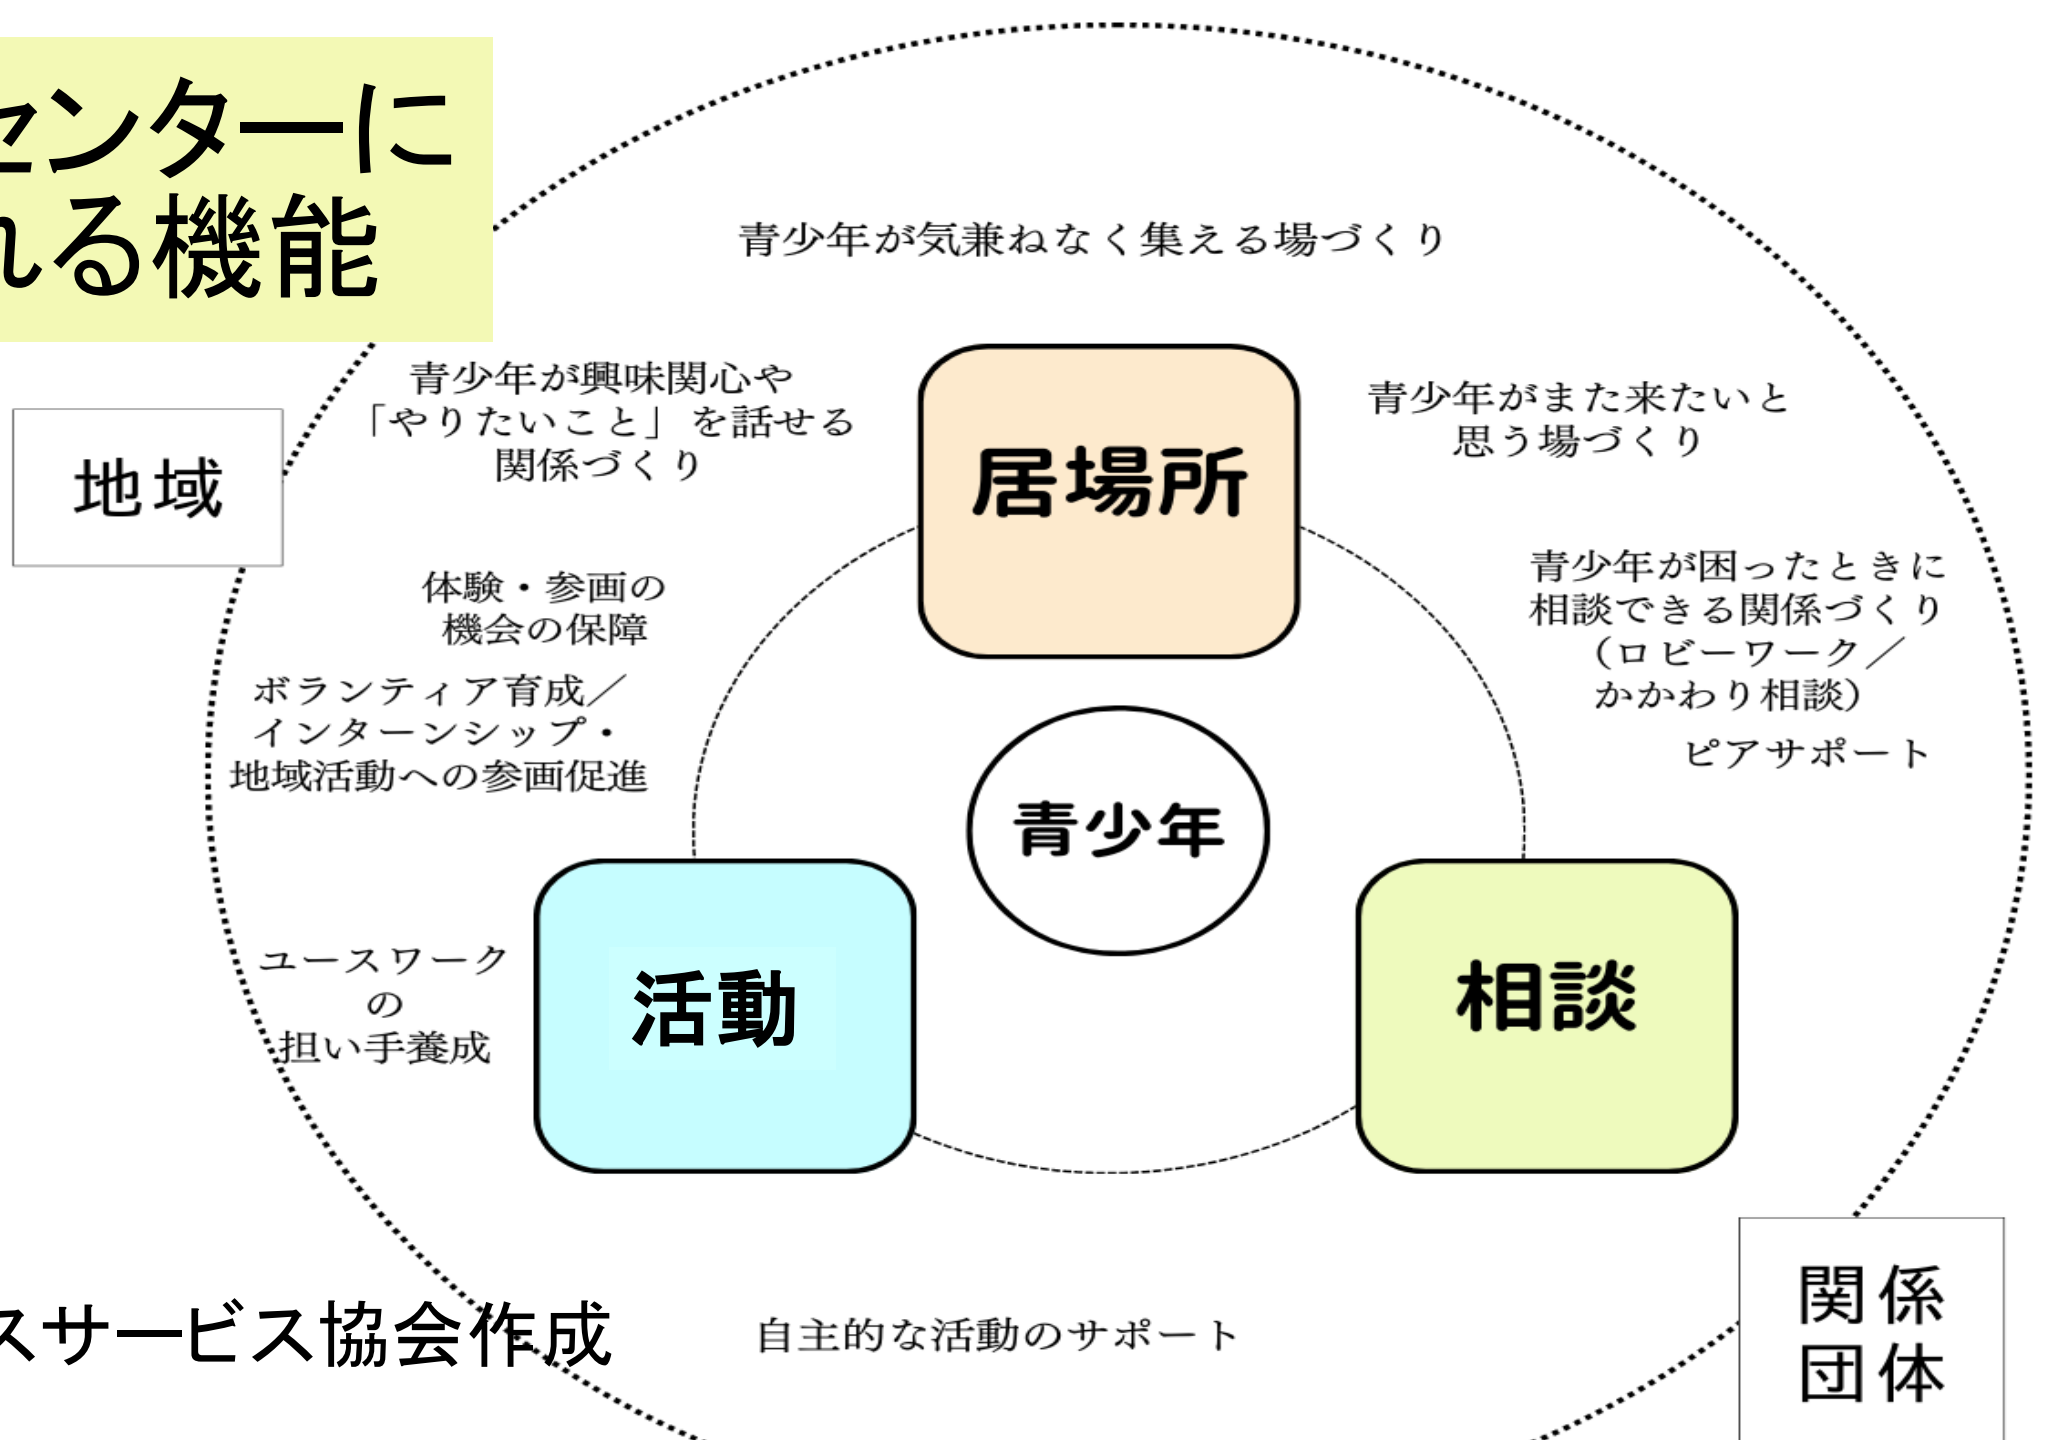 センターに
れる機能
青少年が気兼ねなく集える場づくり
青少年が興味関心や
「やりたいこと」を話せる
関係づくり
居場所
青少年がまた来たいと
思う場づくり
地域
体験・参画の
機会の保障
青少年が困ったときに
相談できる関係づくり
（ロビーワーク／
かかわり相談）
ピアサポート
ボランティア育成／
インターンシップ・
地域活動への参画促進
青少年
ユースワーク
の
担い手養成
活動
相談
スサービス協会作成
自主的な活動のサポート
関係
団体